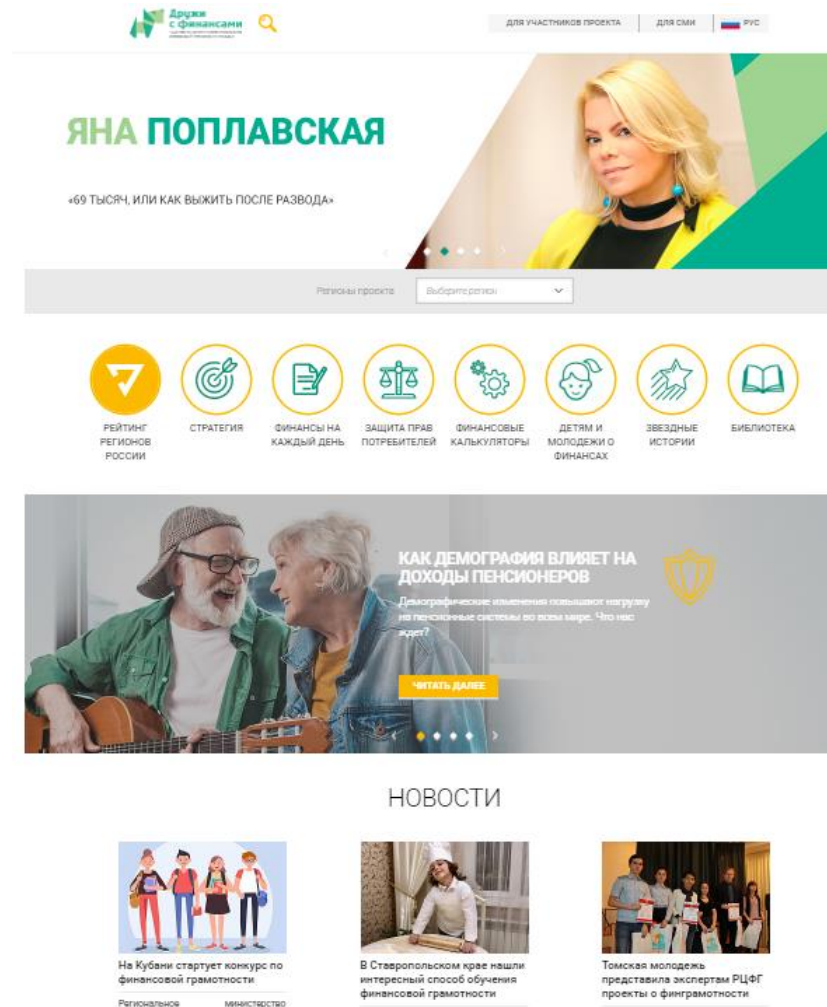 Дружи
с финансами
ДЛЯ УЧАСТНИКОВ ПРОЕКТА
ДЛЯ СМИ
РУС
ЯНА ПОПЛАВСКАЯ
«69 ТЫСЯЧ, ИЛИ КАК ВЫЖИТЬ ПОСЛЕ РАЗВОДА»
Регионы проекта
Выберите регион
РЕЙТИНГ
РЕГИОНОВ
РОССИИ
СТРАТЕГИЯ
ФИНАНСЫ НА
КАЖДЫЙ ДЕНЬ
ЗАЩИТА ПРАВ
ПОТРЕБИТЕЛЕЙ
ФИНАНСОВЫЕ
КАЛЬКУЛЯТОРЫ
ДЕТЯМ И
МОЛОДЕЖИ О
ФИНАНСАХ
ЗВЕЗДНЫЕ
ИСТОРИИ
БИБЛИОТЕКА
КАК ДЕМОГРАФИЯ ВЛИЯЕТ НА
ДОХОДЫ ПЕНСИОНЕРОВ
Демографические изменения повышают нагрузку
на пенсионные системы во всем мире. Что нас
ждет?
ЧИТАТЬ ДАЛЕЕ
НОВОСТИ
На Кубани стартует конкурс по
финансовой грамотности
Региональное министерство
В Ставропольском крае нашли
интересный способ обучения
финансовой грамотности
Томская молодежь
представила экспертам РЦФГ
проекты о финграмотности